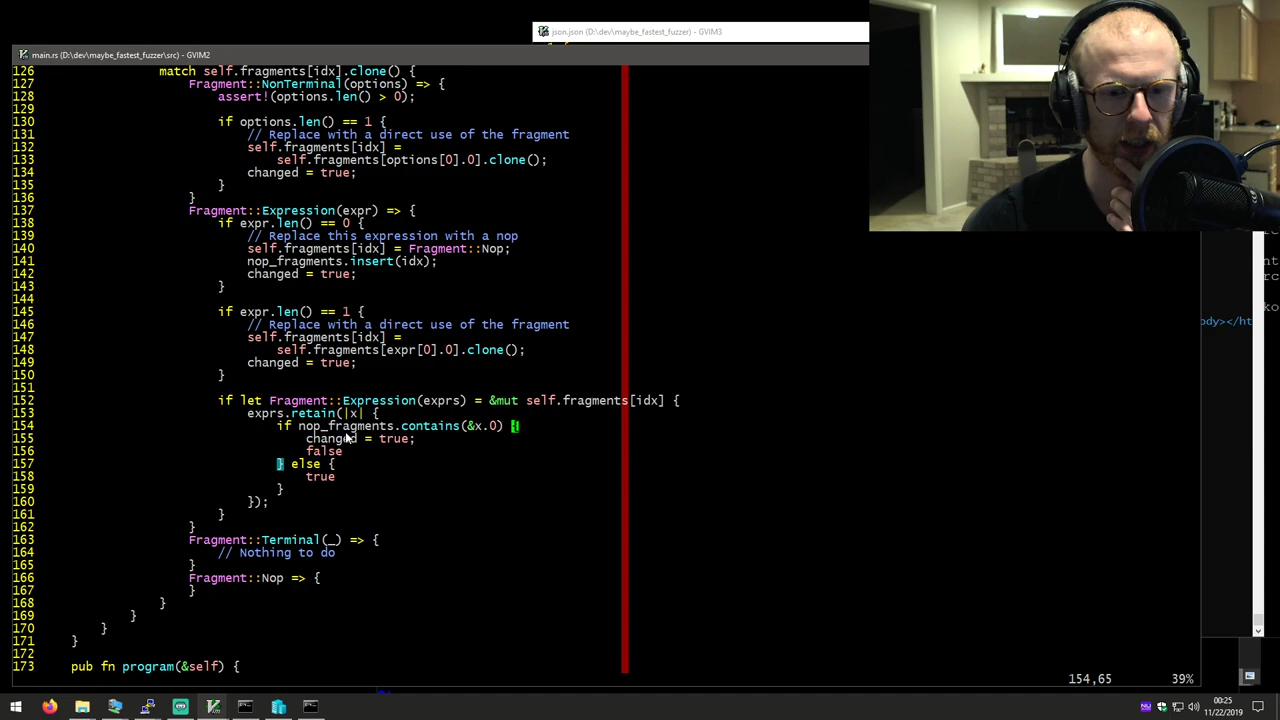 json.json (D:\dev\maybe_fastest_fuzzer) - GVIM3
main.rs (D:\dev\maybe_fastest_fuzzer\src) - GVIM2
126 match self.fragments[idx].clone() {
127 Fragment::NonTerminal(options) => {
128 assert!(options.len() > 0);
129
130 if options.len() == 1 {
131 // Replace with a direct use of the fragment
132 self.fragments[idx] =
133 self.fragments[options[0].0].clone();
134 changed = true;
135 }
136 }
137 Fragment::Expression(expr) => {
138 if expr.len() == 0 {
139 // Replace this expression with a nop
140 self.fragments[idx] = Fragment::Nop;
141 nop_fragments.insert(idx);
142 changed = true;
143 }
144
145 if expr.len() == 1 {
146 // Replace with a direct use of the fragment
147 self.fragments[idx] =
148 self.fragments[expr[0].0].clone();
149 changed = true;
150 }
151
152 if let Fragment::Expression(exprs) = &mut self.fragments[idx] {
153 exprs.retain(|x| {
154 if nop_fragments.contains(&x.0) {
155 changed = true;
156 false
157 } else {
158 true
159 }
160 });
161 }
162 }
163 Fragment::Terminal(_) => {
164 // Nothing to do
165 }
166 Fragment::Nop => {
167 }
168 }
169 }
170 }
171 }
172
173 pub fn program(&self) {
ody></ht
154,65 39%
00:25
11/22/2019